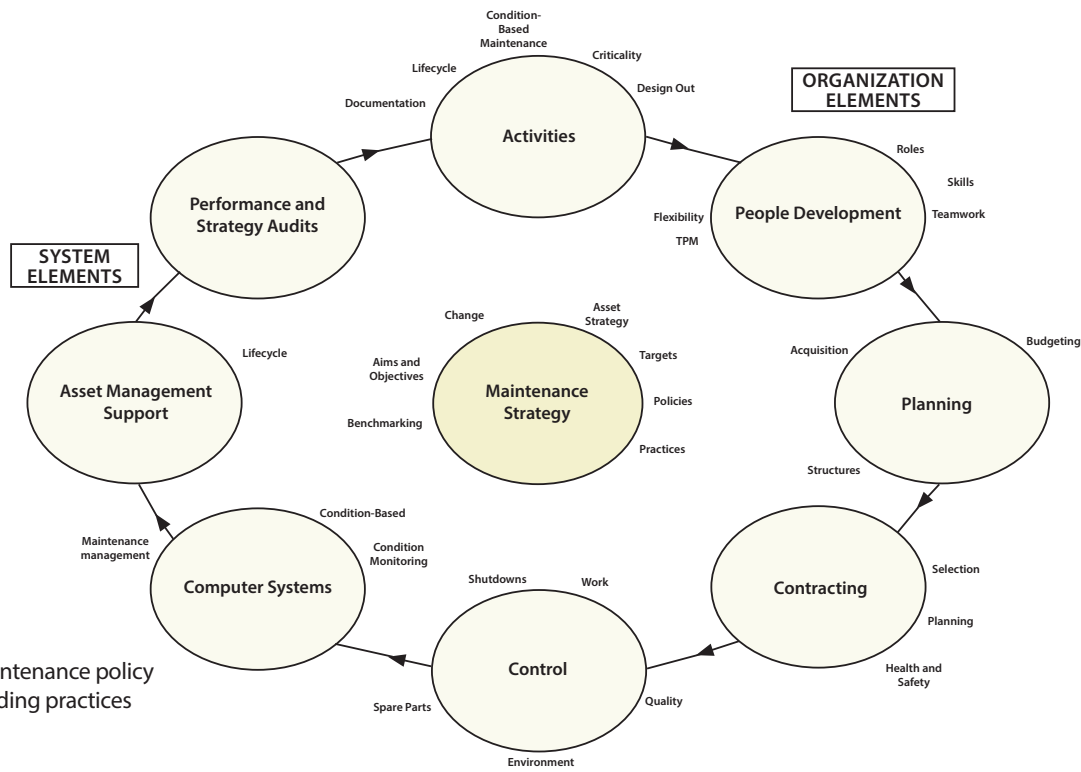 Condition-
Based
Maintenance
Criticality
Lifecycle
Design Out
Documentation
Activities
ORGANIZATION
ELEMENTS
Roles
Skills
Teamwork
Flexibility
TPM
People Development
Performance and
Strategy Audits
SYSTEM
ELEMENTS
Change
Asset
Strategy
Aims and
Objectives
Targets
Policies
Benchmarking
Practices
Maintenance
Strategy
Lifecycle
Asset Management
Support
Acquisition
Budgeting
Planning
Structures
Condition-Based
Condition
Monitoring
Maintenance
management
Computer Systems
Shutdowns
Work
Control
Spare Parts
Quality
Environment
Contracting
Selection
Planning
Health and
Safety
ntenance policy
ding practices